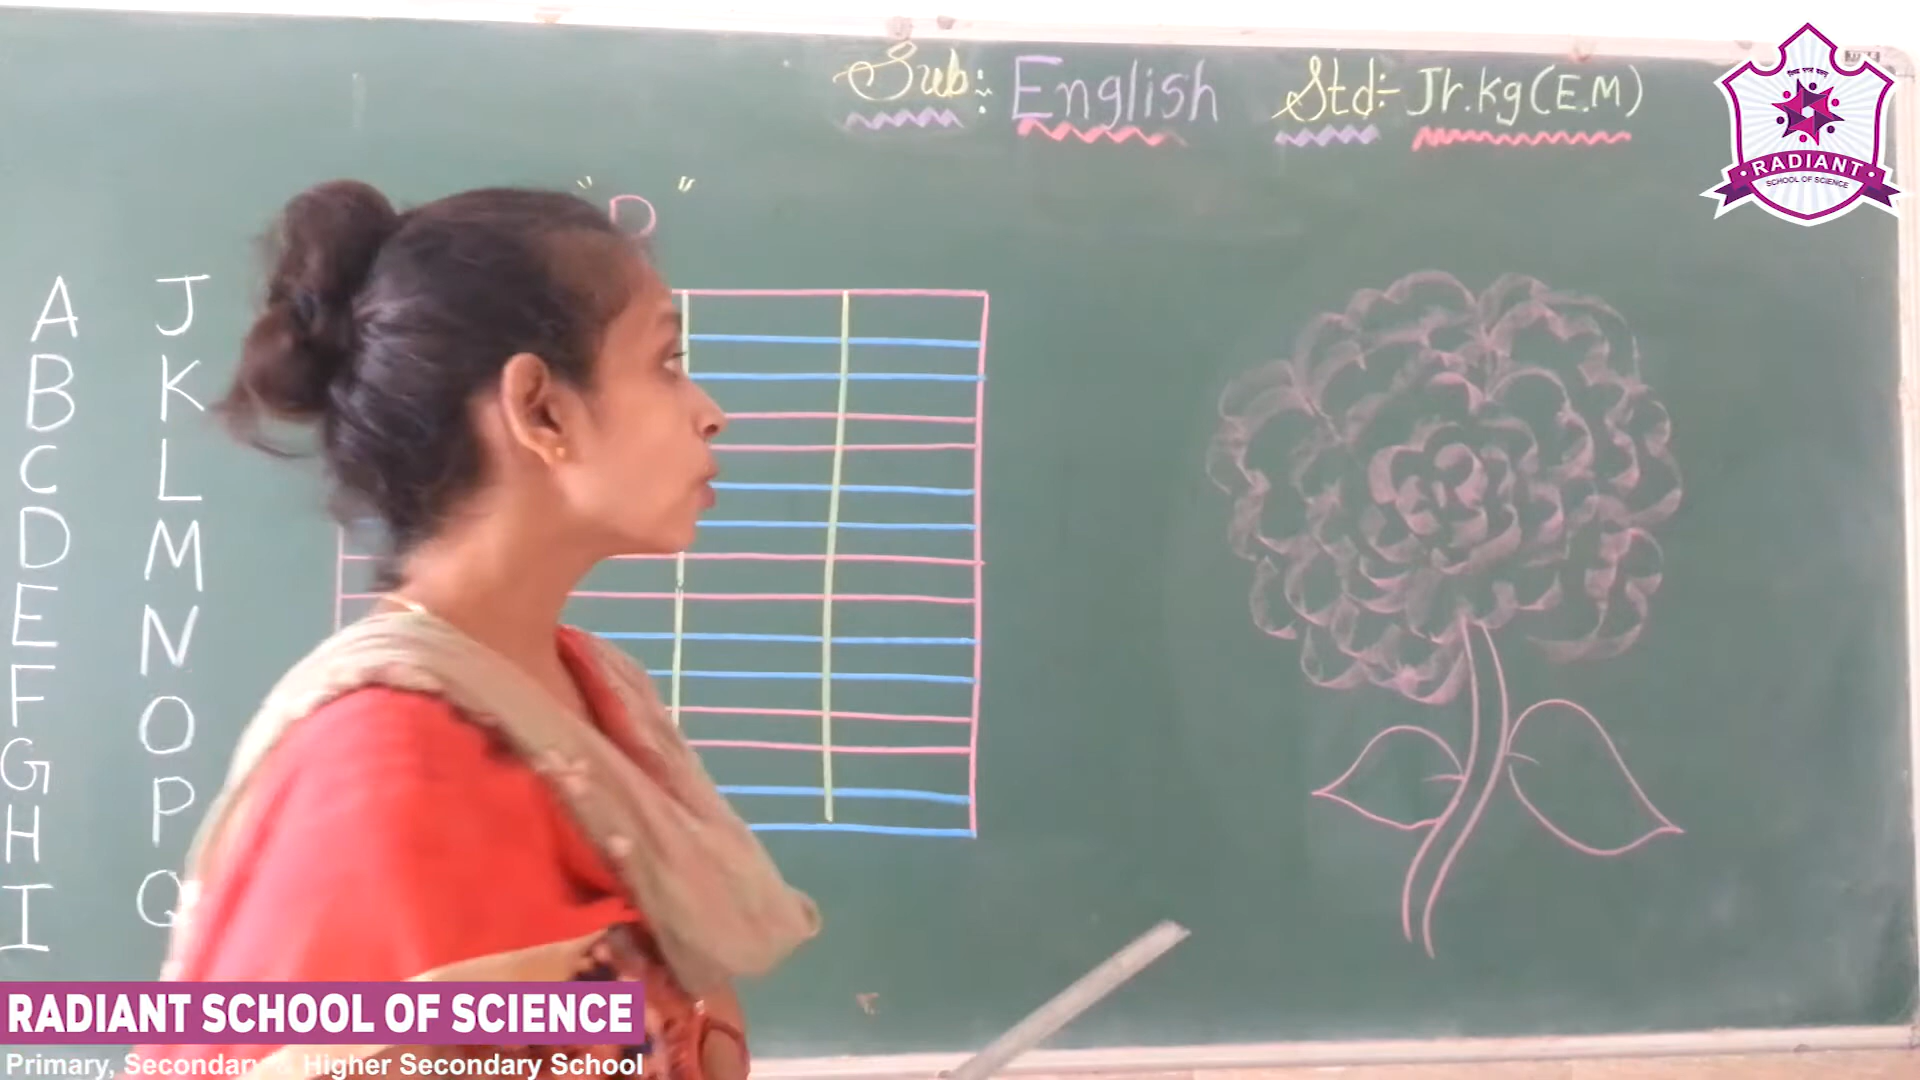 Sub:- English Std:- Jr.Kg(E.M)
RADIANT
SCHOOL OF SCIENCE
A J
B K
C L
D M
E N
F O
G P
H Q
I
RADIANT SCHOOL OF SCIENCE
Primary, Secondary & Higher Secondary School